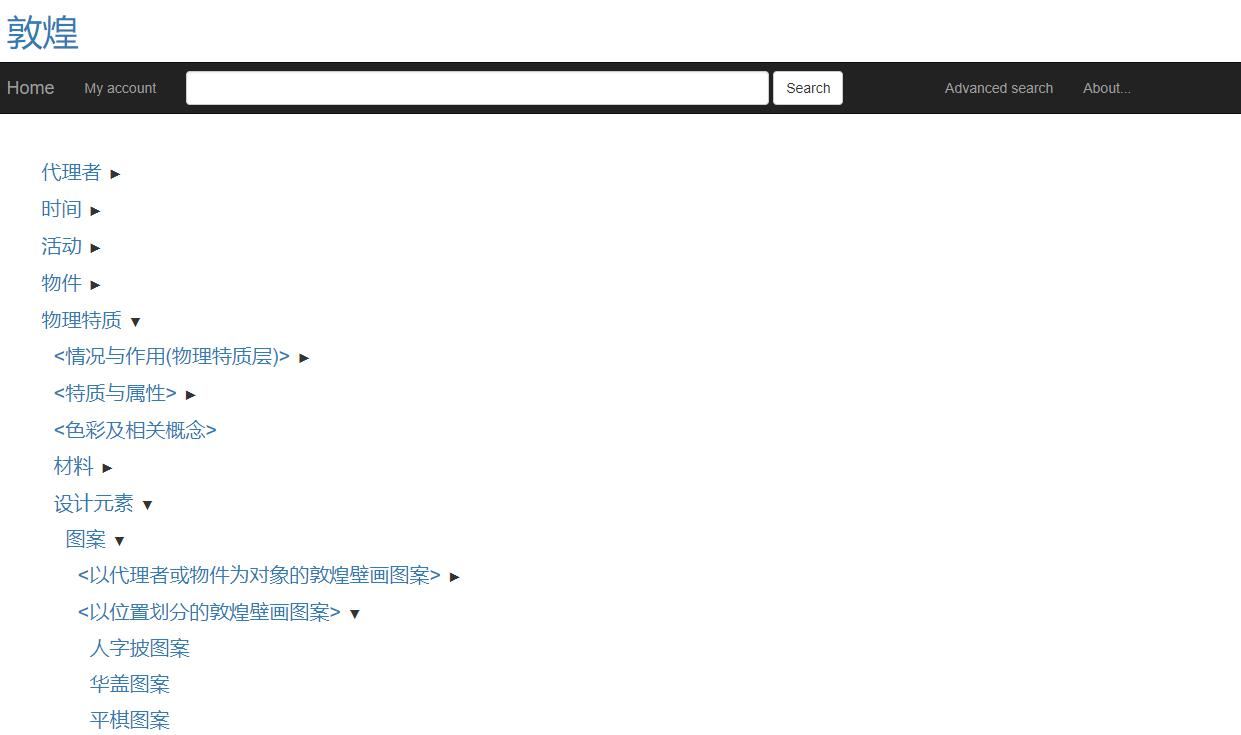 敦煌
Home My account Search Advanced search About...
代理者 ►
时间 ►
活动 ►
物件 ►
物理特质 ▼
<情况与作用(物理特质层)> ►
<特质与属性> ►
<色彩及相关概念>
材料 ►
设计元素 ▼
图案 ▼
<以代理者或物件为对象的敦煌壁画图案> ►
<以位置划分的敦煌壁画图案> ▼
人字披图案
华盖图案
平棋图案